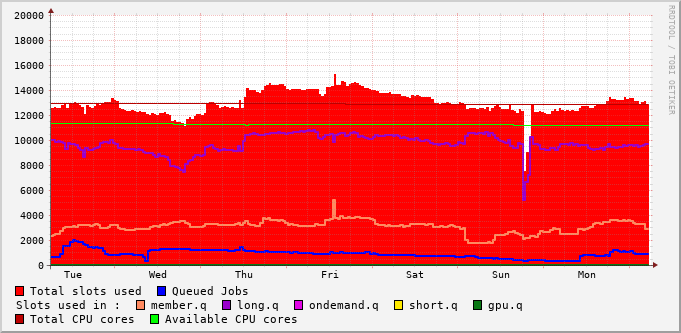 20000
18000
16000
14000
12000
10000
8000
6000
4000
2000
0
Tue Wed Thu Fri Sat Sun Mon
Total slots used Queued Jobs
Slots used in : member.q long.q ondemand.q short.q gpu.q
Total CPU cores Available CPU cores
RRDTOOL / TOBI OETIKER